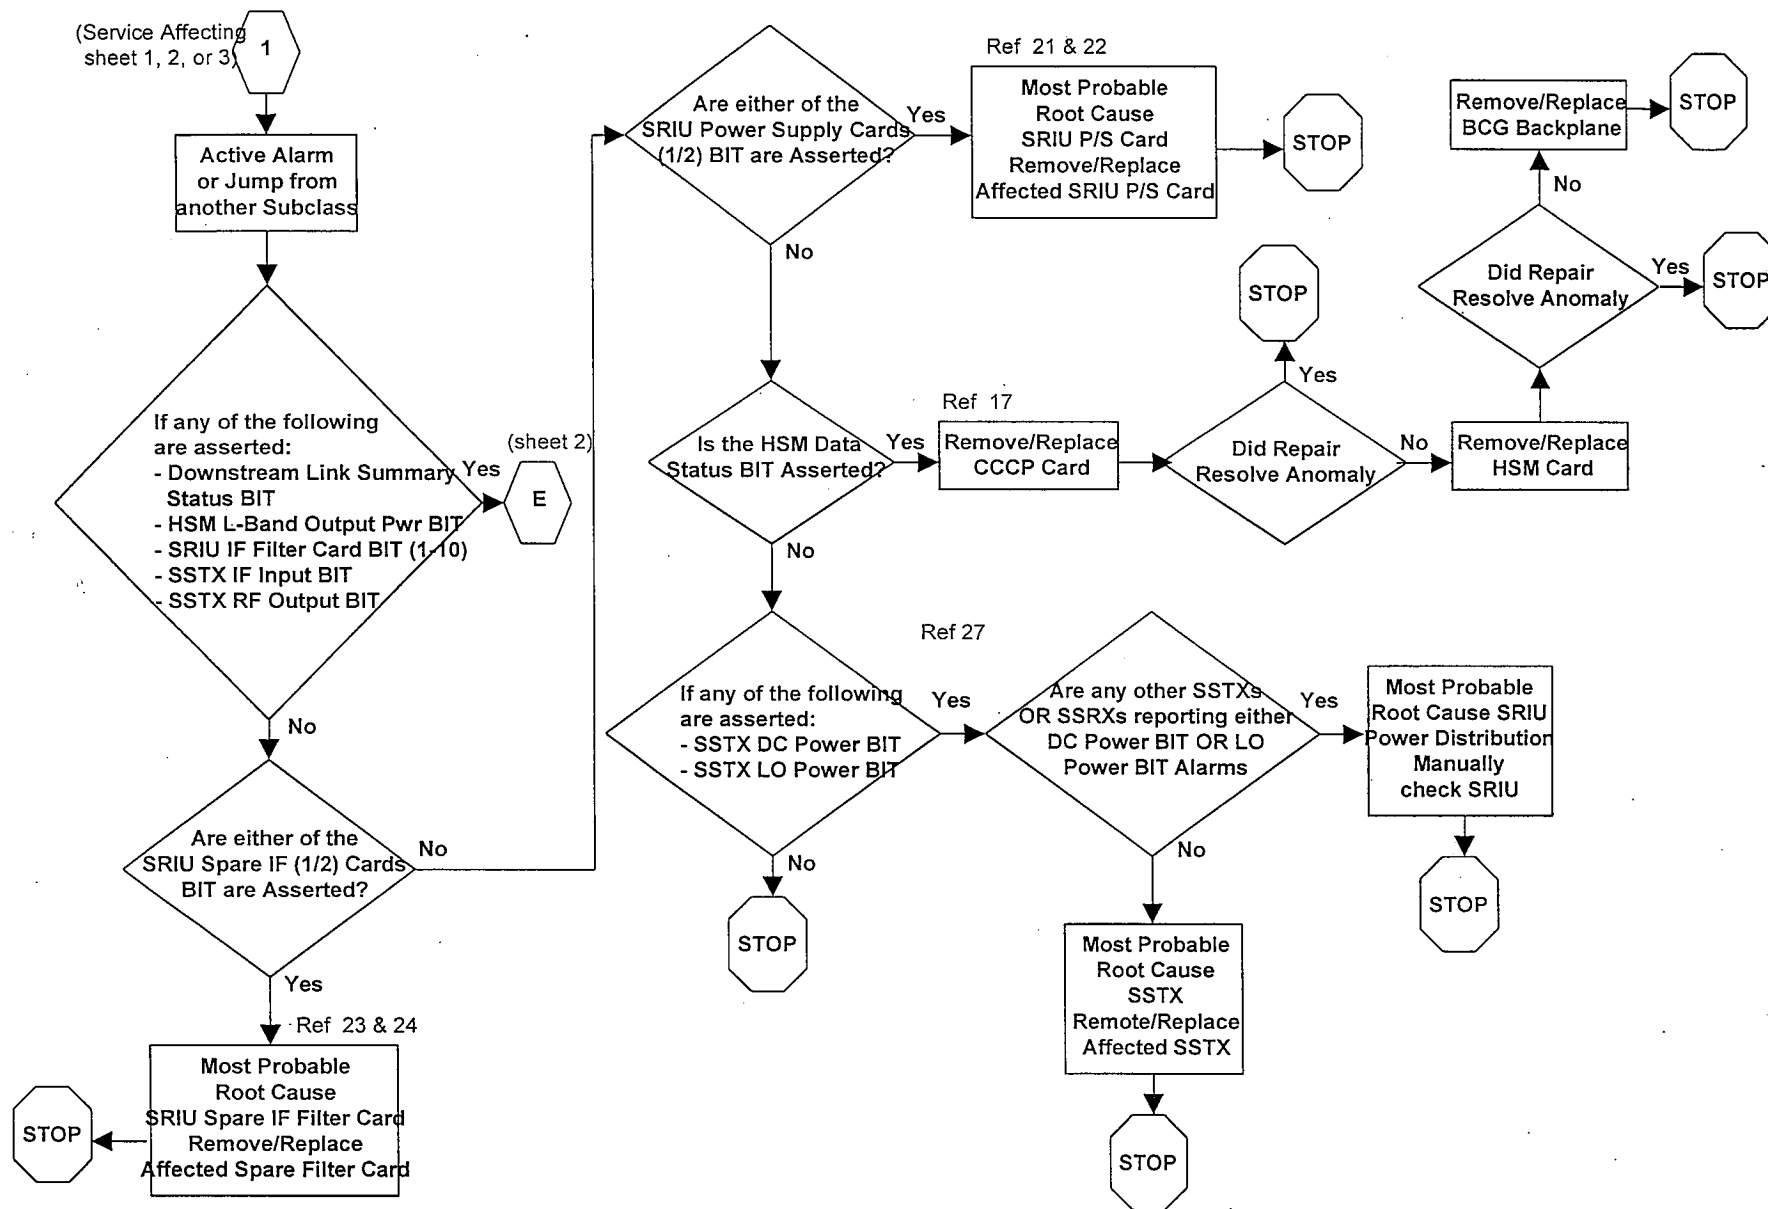 (Service Affecting
sheet 1, 2, or 3)
1
Active Alarm
or Jump from
another Subclass
If any of the following
are asserted:
- Downstream Link Summary
Status BIT
- HSM L-Band Output Pwr BIT
- SRIU IF Filter Card BIT (1-10)
- SSTX IF Input BIT
- SSTX RF Output BIT
Yes
(sheet 2)
E
No
Are either of the
SRIU Spare IF (1/2) Cards
BIT are Asserted?
No
Yes
Ref 23 & 24
Most Probable
Root Cause
SRIU Spare IF Filter Card
Remove/Replace
Affected Spare Filter Card
STOP
Are either of the
SRIU Power Supply Cards
(1/2) BIT are Asserted?
Yes
Ref 21 & 22
Most Probable
Root Cause
SRIU P/S Card
Remove/Replace
Affected SRIU P/S Card
STOP
No
Is the HSM Data
Status BIT Asserted?
Yes
Ref 17
Remove/Replace
CCCP Card
Did Repair
Resolve Anomaly
Yes
STOP
No
Remove/Replace
HSM Card
Did Repair
Resolve Anomaly
Yes
STOP
No
Remove/Replace
BCG Backplane
STOP
No
If any of the following
are asserted:
- SSTX DC Power BIT
- SSTX LO Power BIT
Yes
Ref 27
No
STOP
Are any other SSTXs
OR SSRXs reporting either
DC Power BIT OR LO
Power BIT Alarms
Yes
Most Probable
Root Cause SRIU
Power Distribution
Manually
check SRIU
STOP
No
Most Probable
Root Cause
SSTX
Remote/Replace
Affected SSTX
STOP